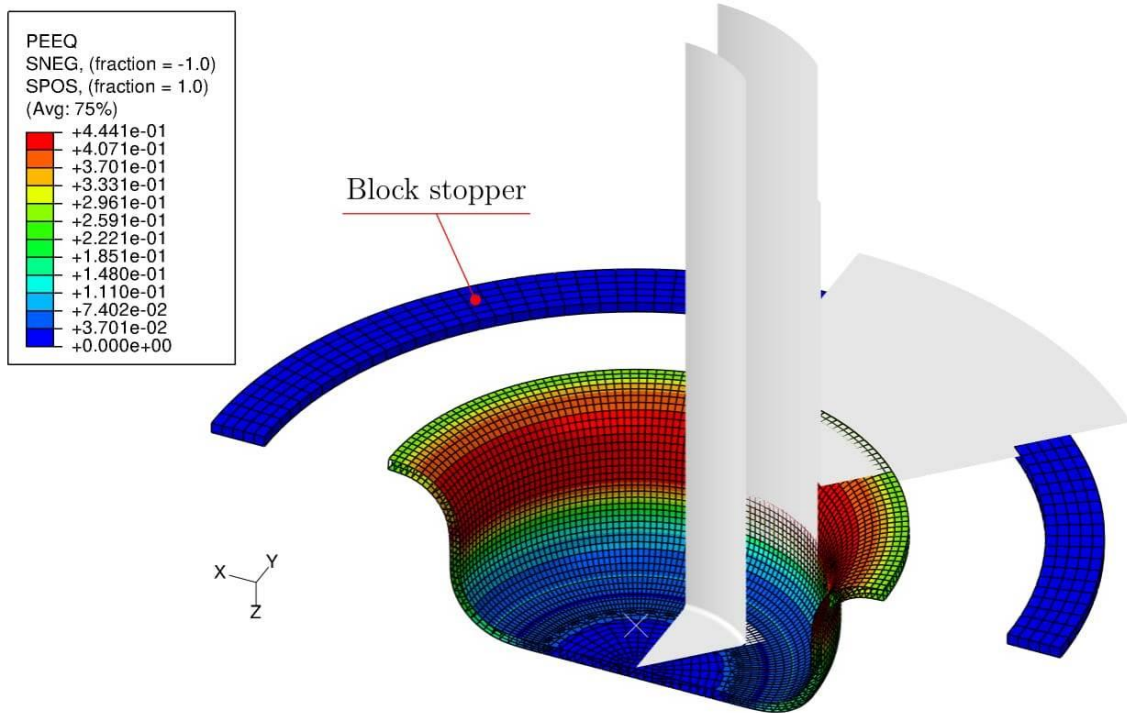 PEEQ
SNEG, (fraction = -1.0)
SPOS, (fraction = 1.0)
(Avg: 75%)
+4.441e-01
+4.071e-01
+3.701e-01
+3.331e-01
+2.961e-01
+2.591e-01
+2.221e-01
+1.851e-01
+1.480e-01
+1.110e-01
+7.402e-02
+3.701e-02
+0.000e+00
Block stopper
X
Y
Z